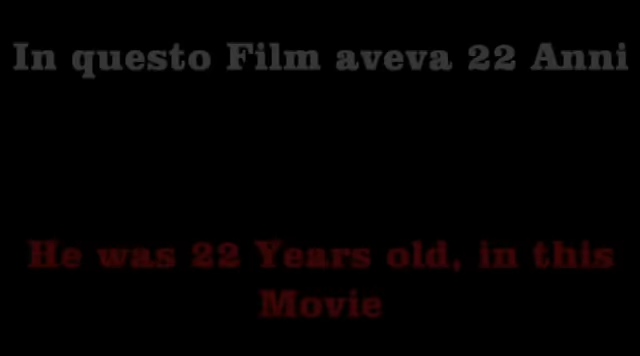 In questo Film aveva 22 Anni
He was 22 Years old, in this
Movie